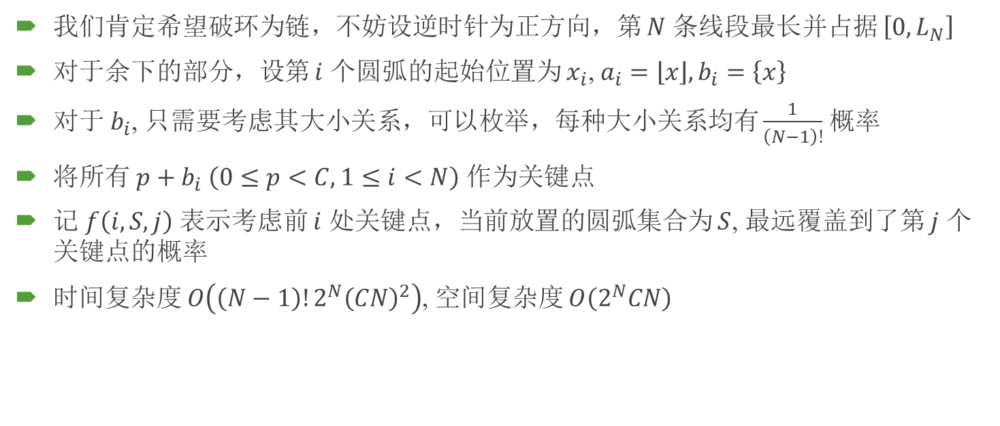 我们肯定希望破环为链，不妨设逆时针为正方向，第 N 条线段最长并占据 [0, L_N]
对于余下的部分，设第 i 个圆弧的起始位置为 x_i, a_i = ⌊x⌋, b_i = {x}
对于 b_i, 只需要考虑其大小关系，可以枚举，每种大小关系均有 \frac{1}{(N−1)!} 概率
将所有 p + b_i (0 ≤ p < C, 1 ≤ i < N) 作为关键点
记 f(i, S, j) 表示考虑前 i 处关键点，当前放置的圆弧集合为 S, 最远覆盖到了第 j 个
关键点的概率
时间复杂度 O((N − 1)! 2^N (CN)^2), 空间复杂度 O(2^N CN)